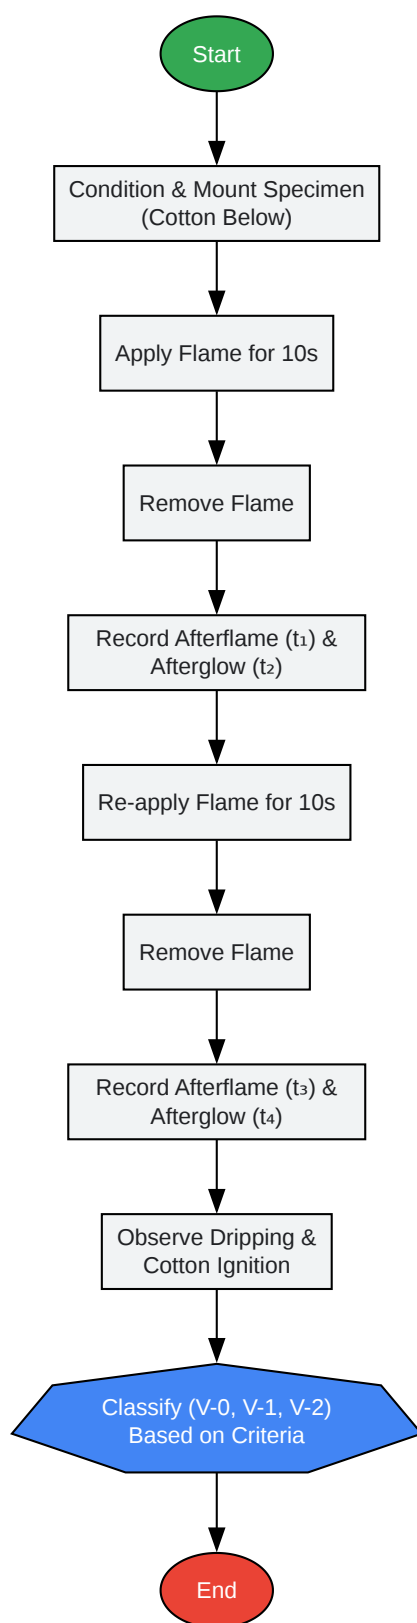 Start
Condition & Mount Specimen
(Cotton Below)
Apply Flame for 10s
Remove Flame
Record Afterflame (t₁) &
Afterglow (t₂)
Re-apply Flame for 10s
Remove Flame
Record Afterflame (t₃) &
Afterglow (t₄)
Observe Dripping &
Cotton Ignition
Classify (V-0, V-1, V-2)
Based on Criteria
End